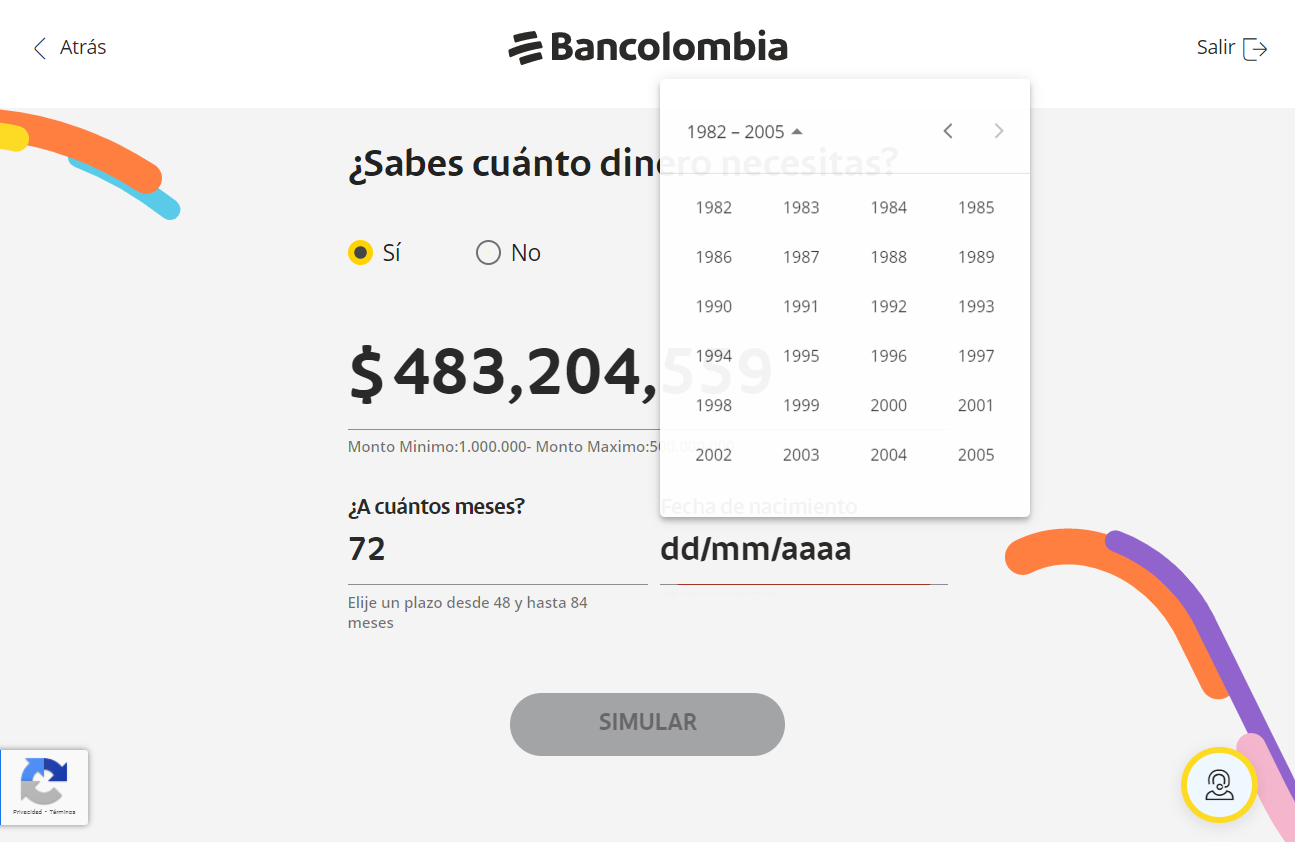 Atrás
Bancolombia
Salir
¿Sabes cuánto dinero necesitas?
1982 – 2005
1982 1983 1984 1985
Sí No
1986 1987 1988 1989
1990 1991 1992 1993
$ 483,204,559
1994 1995 1996 1997
1998 1999 2000 2001
Monto Minimo:1.000.000- Monto Maximo:500.000.000
2002 2003 2004 2005
¿A cuántos meses?
Fecha de nacimiento
72
dd/mm/aaaa
Elije un plazo desde 48 y hasta 84
meses
SIMULAR
Privacidad - Términos